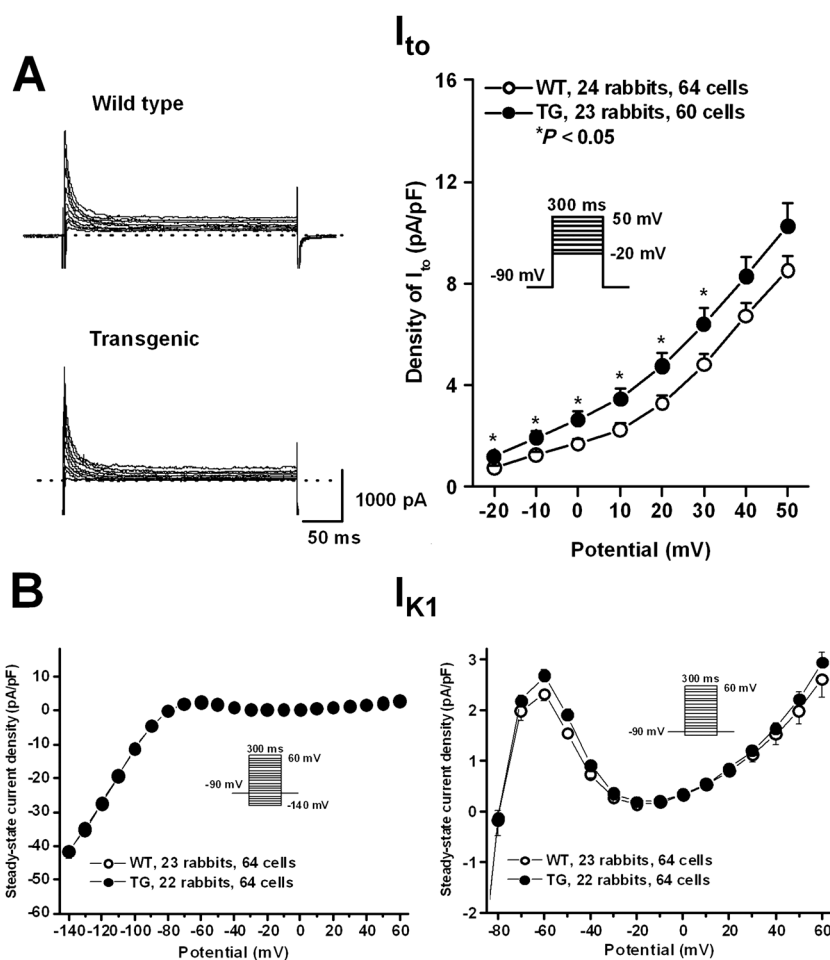 I to
A
Wild type
Transgenic
1000 pA
50 ms
WT, 24 rabbits, 64 cells
TG, 23 rabbits, 60 cells
*P < 0.05
300 ms
50 mV
-20 mV
-90 mV
* * * * * *
Density of Ito (pA/pF)
16
12
8
4
0
-20 -10 0 10 20 30 40 50
Potential (mV)
B
IK1
Steady-state current density (pA/pF)
10
0
-10
-20
-30
-40
-50
-60
300 ms
60 mV
-90 mV
-140 mV
WT, 23 rabbits, 64 cells
TG, 22 rabbits, 64 cells
-140 -120 -100 -80 -60 -40 -20 0 20 40 60
Potential (mV)
Steady-state current density (pA/pF)
3
2
1
0
-1
-2
300 ms
60 mV
-90 mV
WT, 23 rabbits, 64 cells
TG, 22 rabbits, 64 cells
-80 -60 -40 -20 0 20 40 60
Potential (mV)